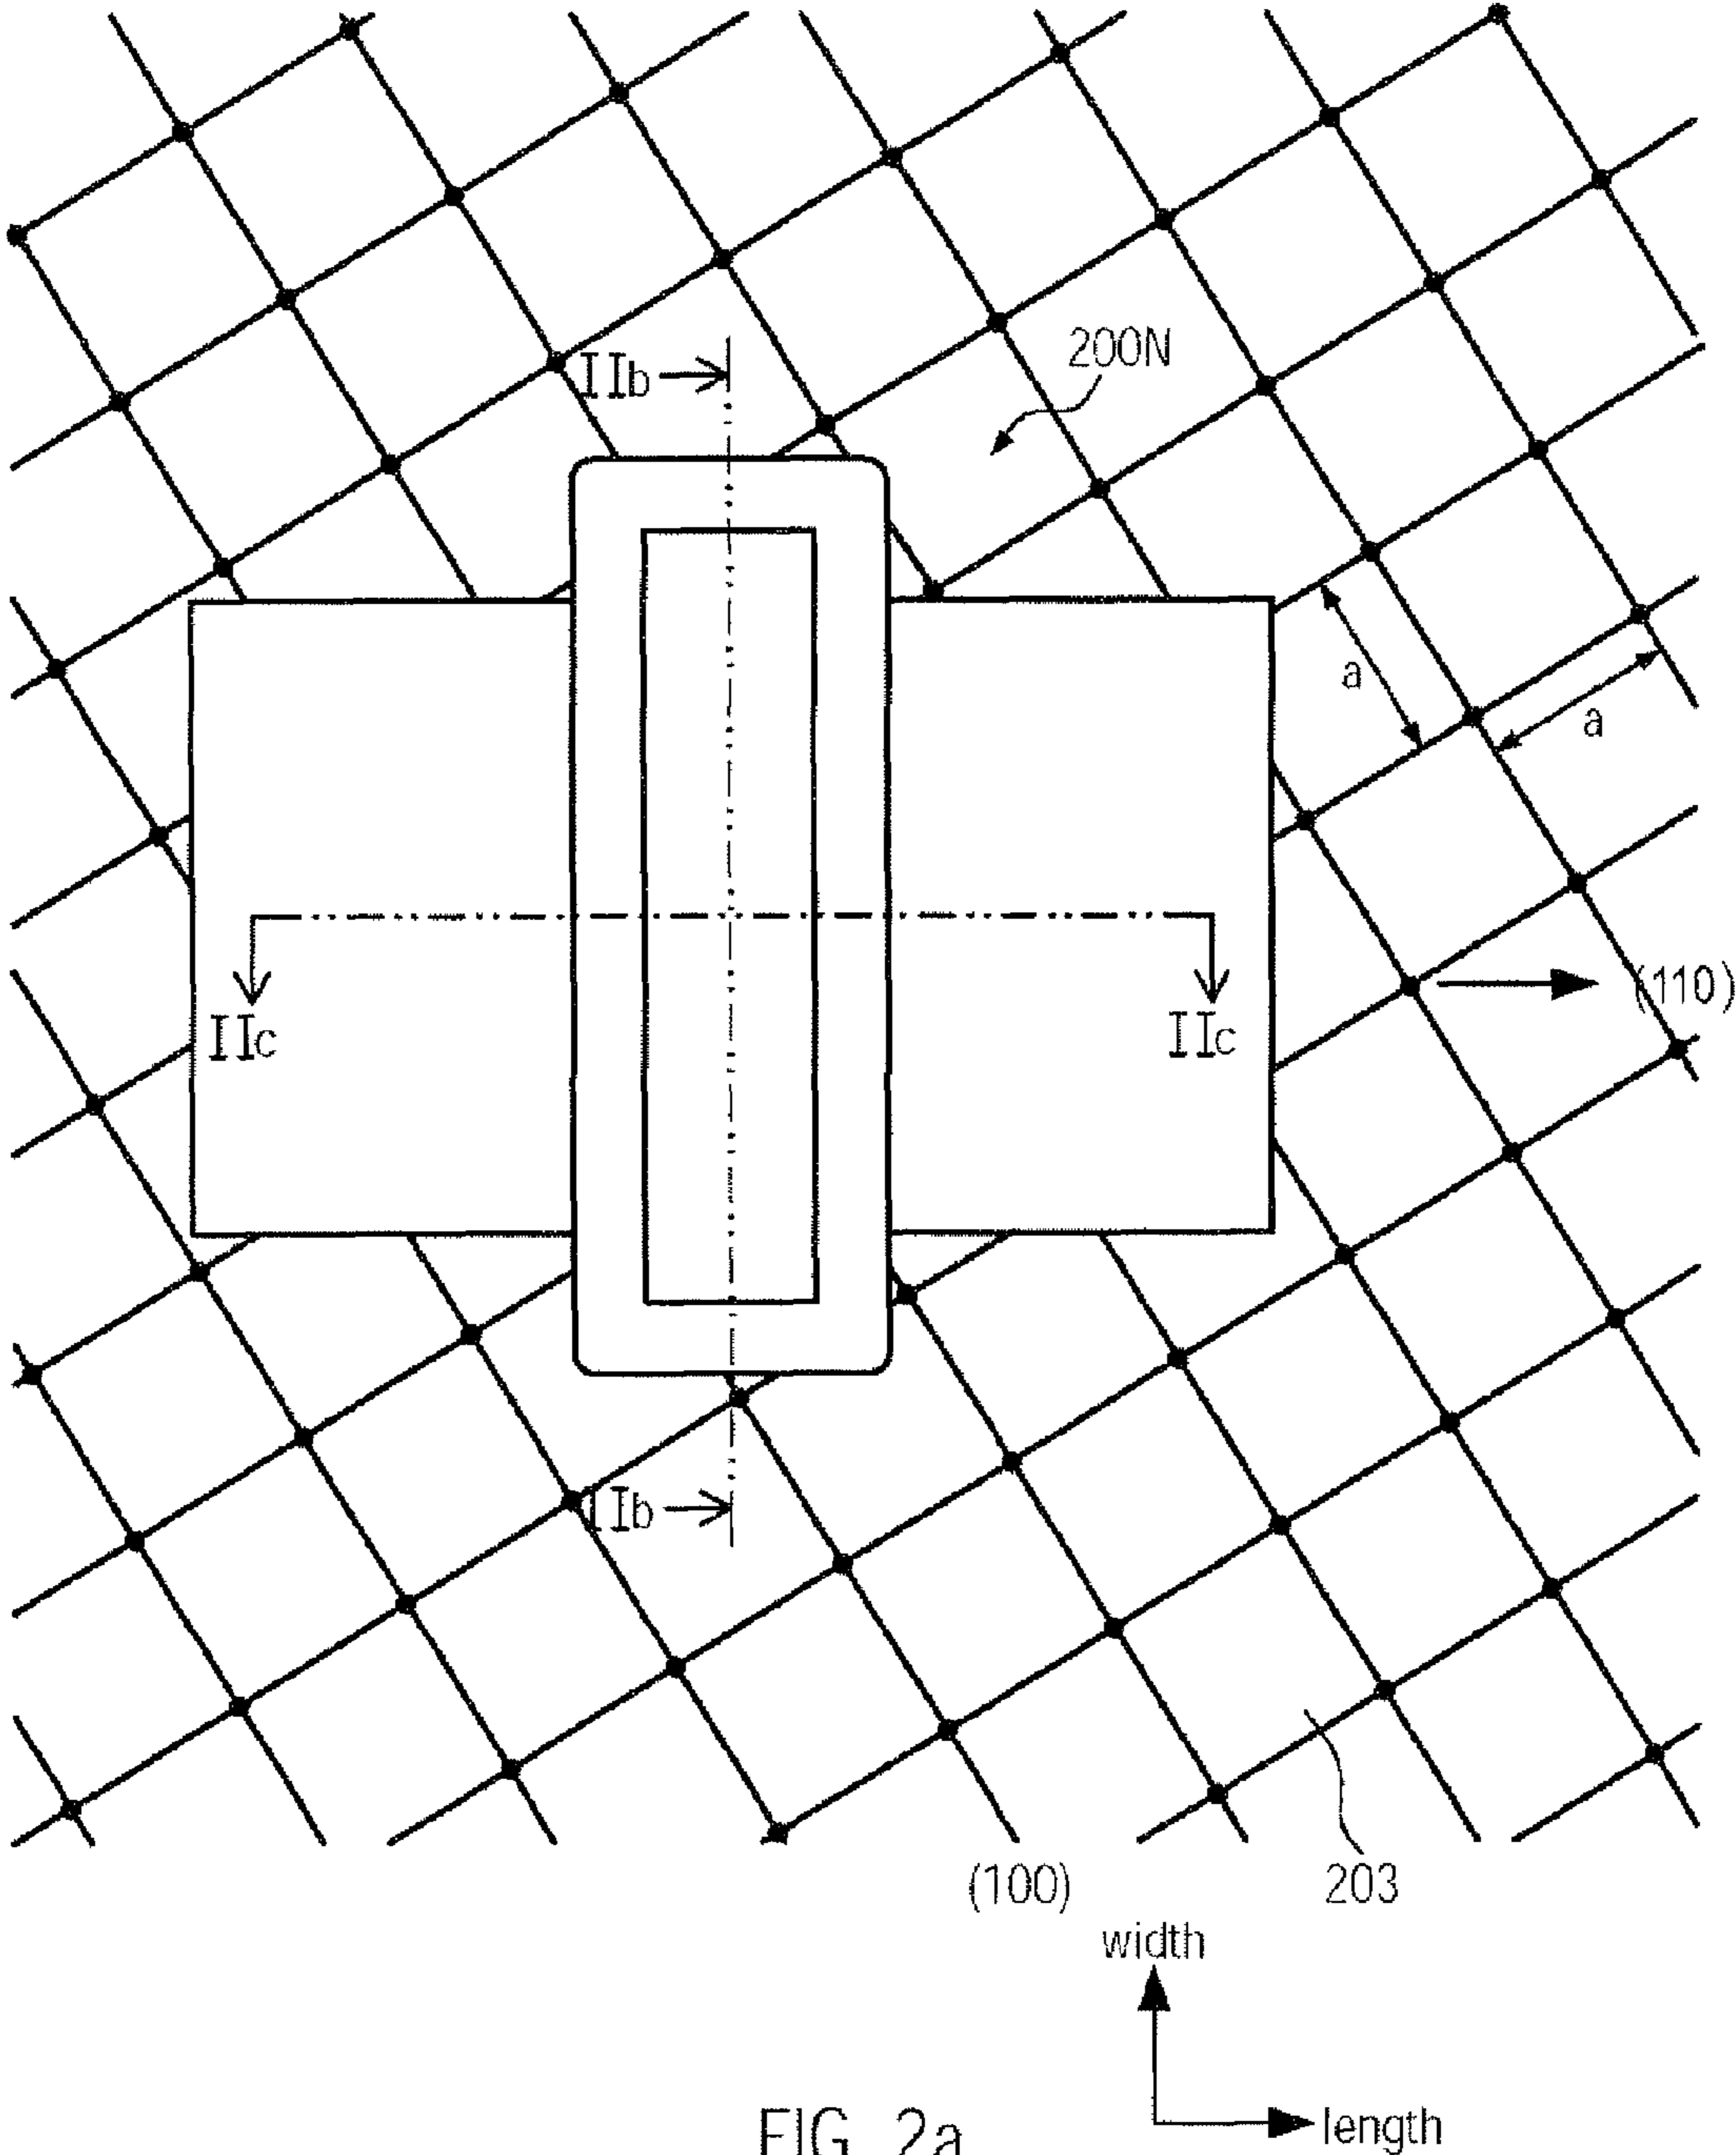 IIb
200N
a
a
(110)
IIc
IIc
IIb
(100)
203
width
length
FIG. 2a